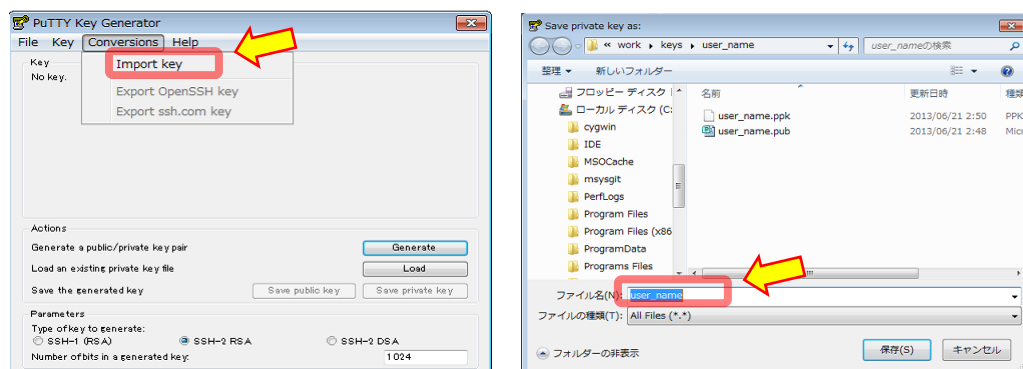 PuTTY Key Generator
File Key Conversions Help
Import key
Export OpenSSH key
Export ssh.com key
Key
No key.
Actions
Generate a public/private key pair
Generate
Load an existing private key file
Load
Save the generated key
Save public key
Save private key
Parameters
Type of key to generate:
SSH-1 (RSA)
SSH-2 RSA
SSH-2 DSA
Number of bits in a generated key:
1024
Save private key as:
« work keys user_name
user_nameの検索
整理
新しいフォルダー
フロッピー ディスク
ローカル ディスク (C:
cygwin
IDE
MSOCache
msysgit
PerfLogs
Program Files
Program Files (x86
ProgramData
Programs Files
名前
更新日時
種類
user_name.ppk
2013/06/21 2:50
PPK
user_name.pub
2013/06/21 2:48
Micr
ファイル名(N):
user_name
ファイルの種類(T):
All Files (*.*)
フォルダーの非表示
保存(S)
キャンセル